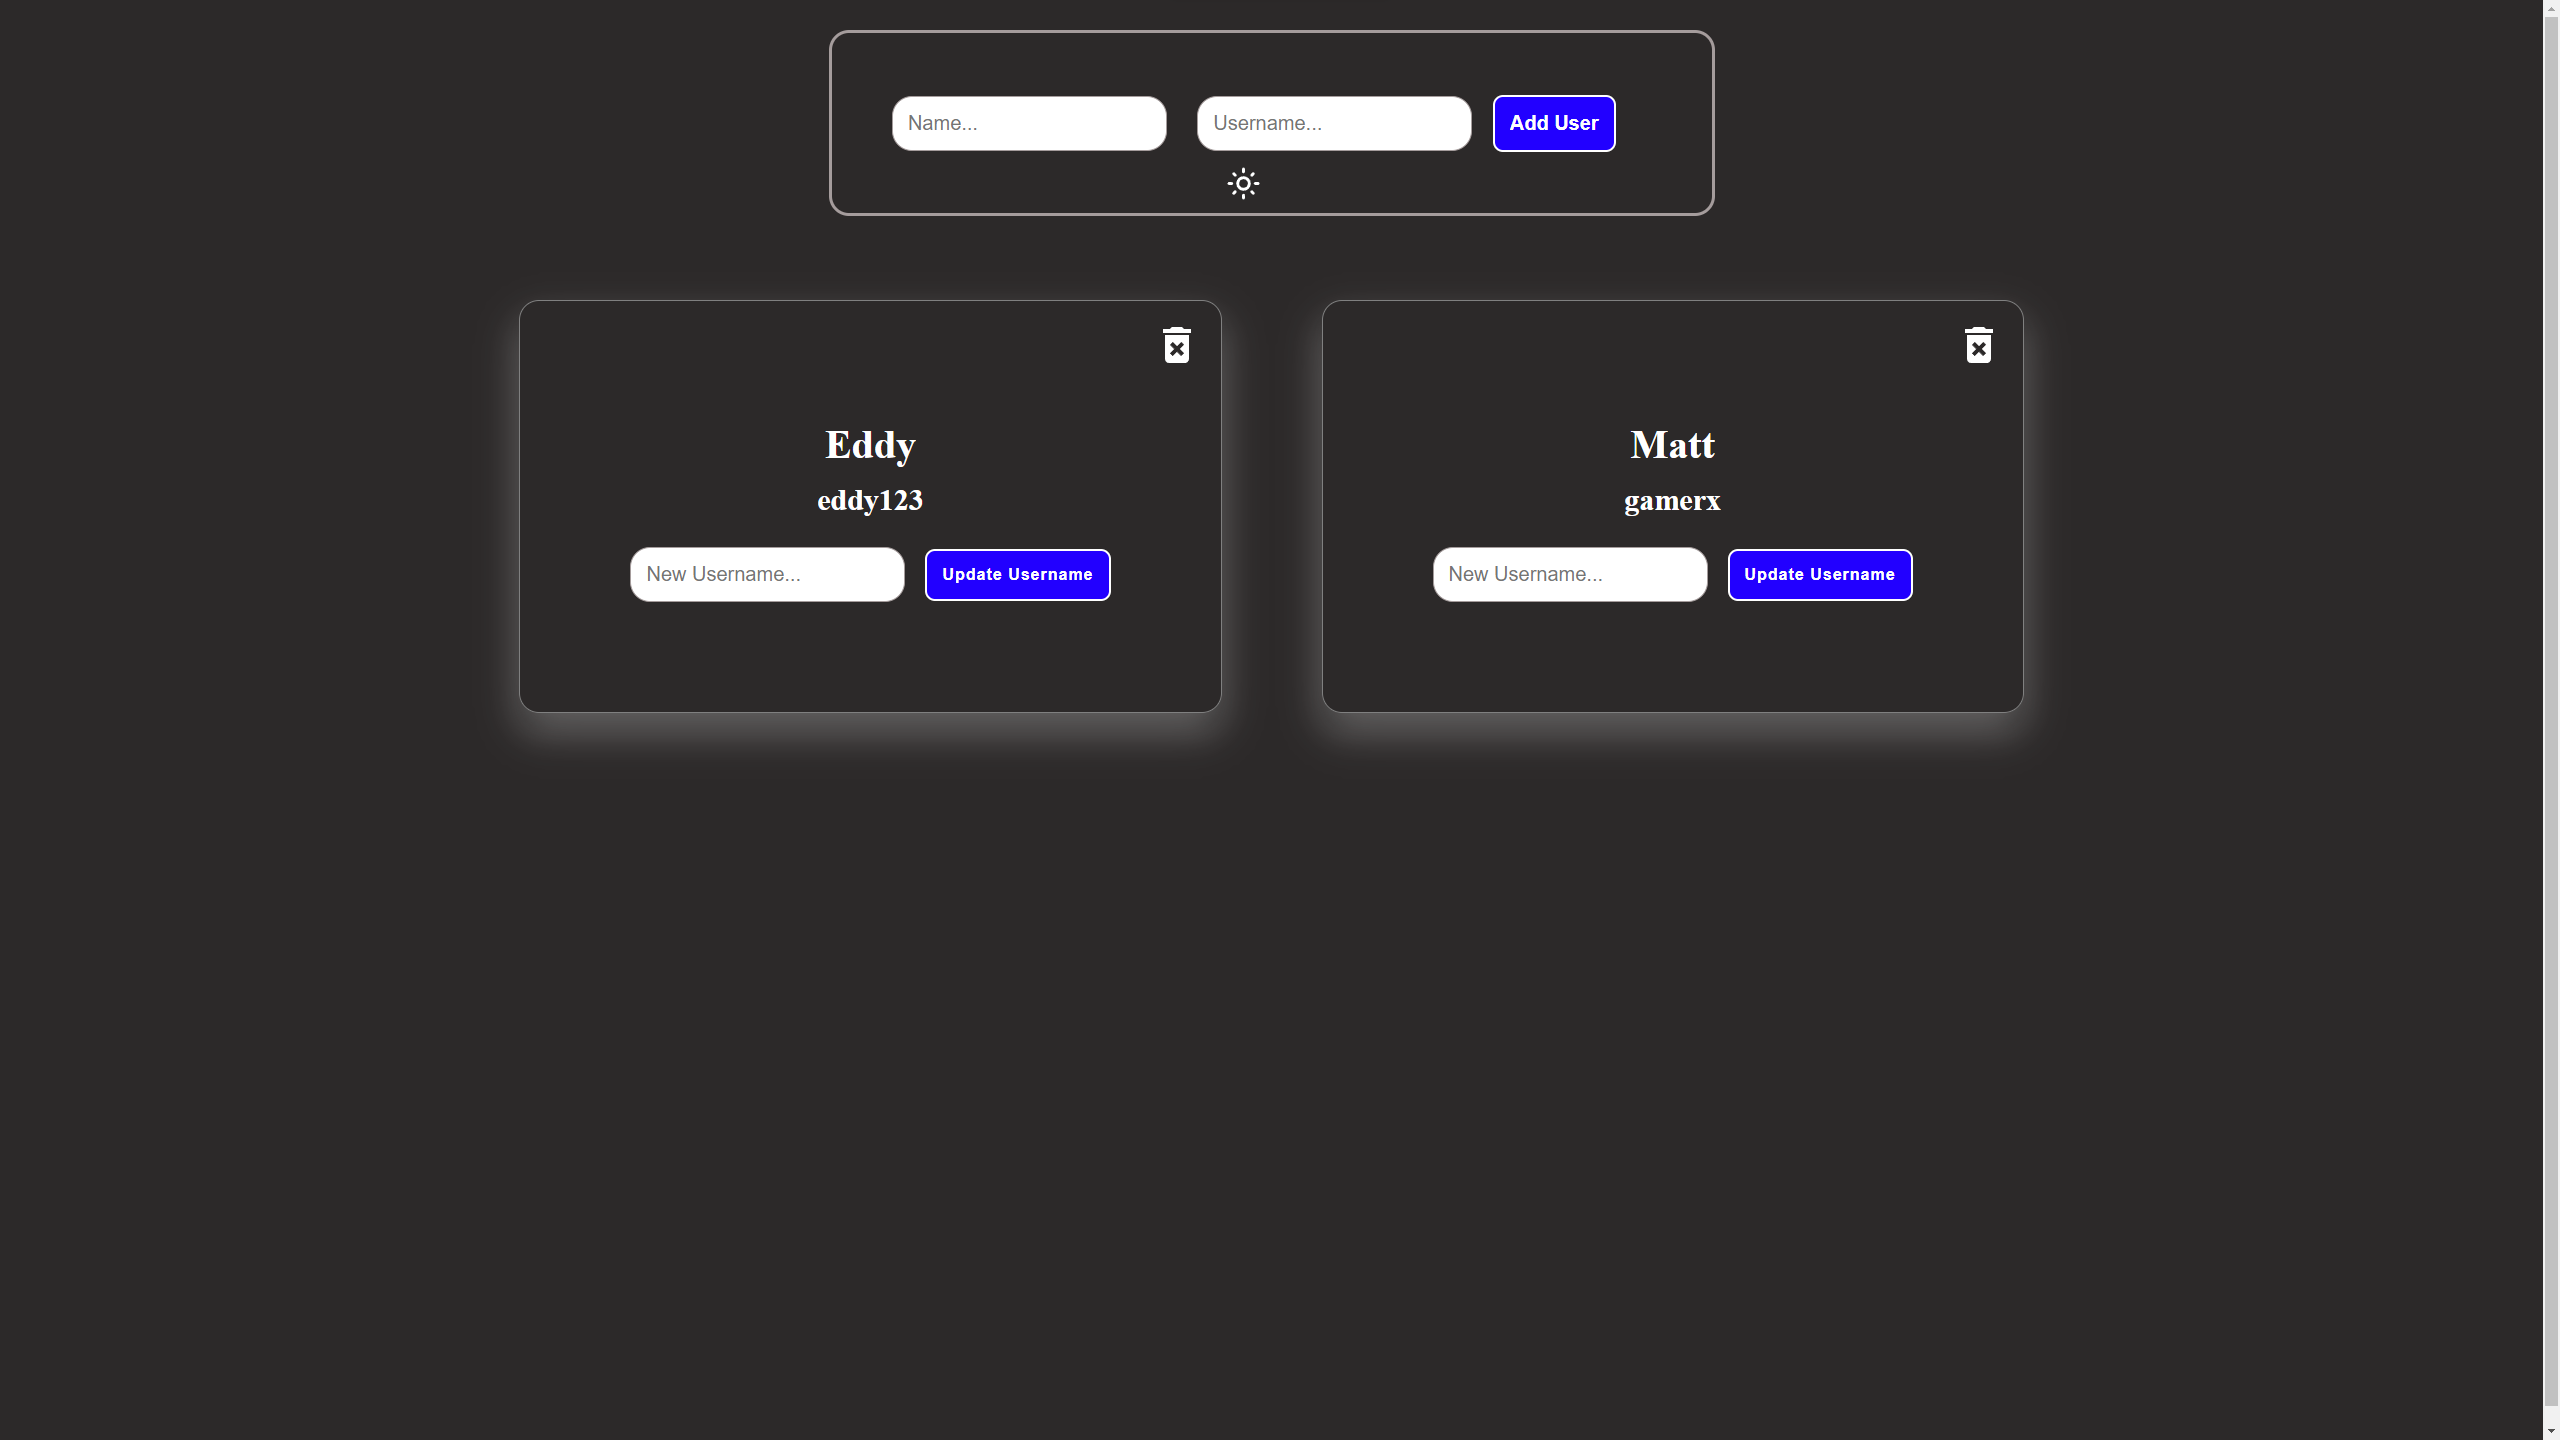 Name... Username... Add User
Eddy
eddy123
New Username... Update Username
Matt
gamerx
New Username... Update Username